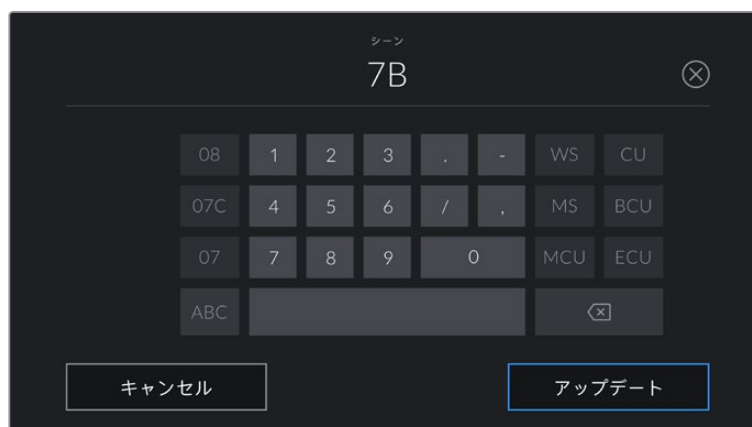 シーン
7B
08 1 2 3 . - WS CU
07C 4 5 6 / , MS BCU
07 7 8 9 0 MCU ECU
ABC
キャンセル アップデート